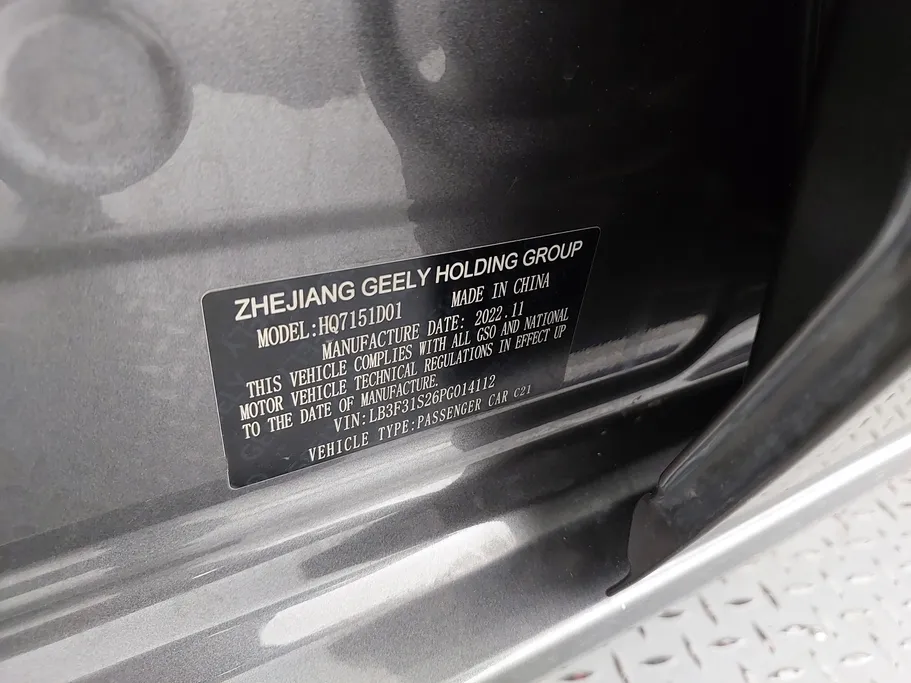 ZHEJIANG GEELY HOLDING GROUP
MODEL:HQ7151D01 MADE IN CHINA
MANUFACTURE DATE: 2022.11
THIS VEHICLE COMPLIES WITH ALL GSO AND NATIONAL
MOTOR VEHICLE TECHNICAL REGULATIONS IN EFFECT UP
TO THE DATE OF MANUFACTURE.
VIN:LB3F31S26PG014112
VEHICLE TYPE:PASSENGER CAR C21